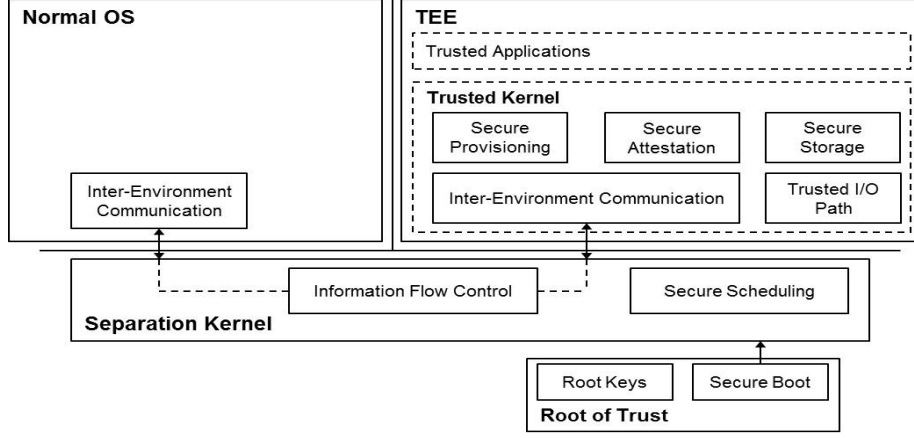 Normal OS
TEE
Trusted Applications
Trusted Kernel
Secure
Provisioning
Secure
Attestation
Secure
Storage
Inter-Environment
Communication
Inter-Environment Communication
Trusted I/O
Path
Information Flow Control
Secure Scheduling
Separation Kernel
Root Keys
Secure Boot
Root of Trust